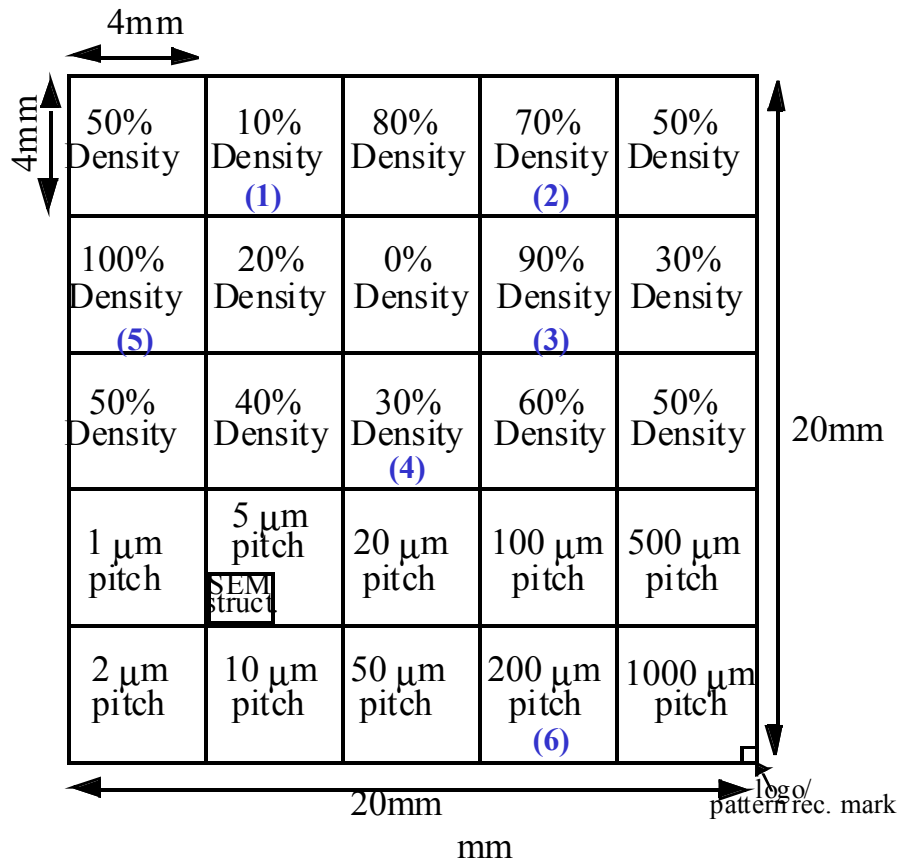 4mm
4mm
50% 10% 80% 70% 50%
Density Density Density Density Density
(1) (2)
100% 20% 0% 90% 30%
Density Density Density Density Density
(5) (3)
50% 40% 30% 60% 50%
Density Density Density Density Density
(4)
20mm
1 μm 5 μm 20 μm 100 μm 500 μm
pitch pitch pitch pitch pitch
SEM
struct.
2 μm 10 μm 50 μm 200 μm 1000 μm
pitch pitch pitch pitch pitch
(6)
20mm
logo/
pattern rec. mark
mm